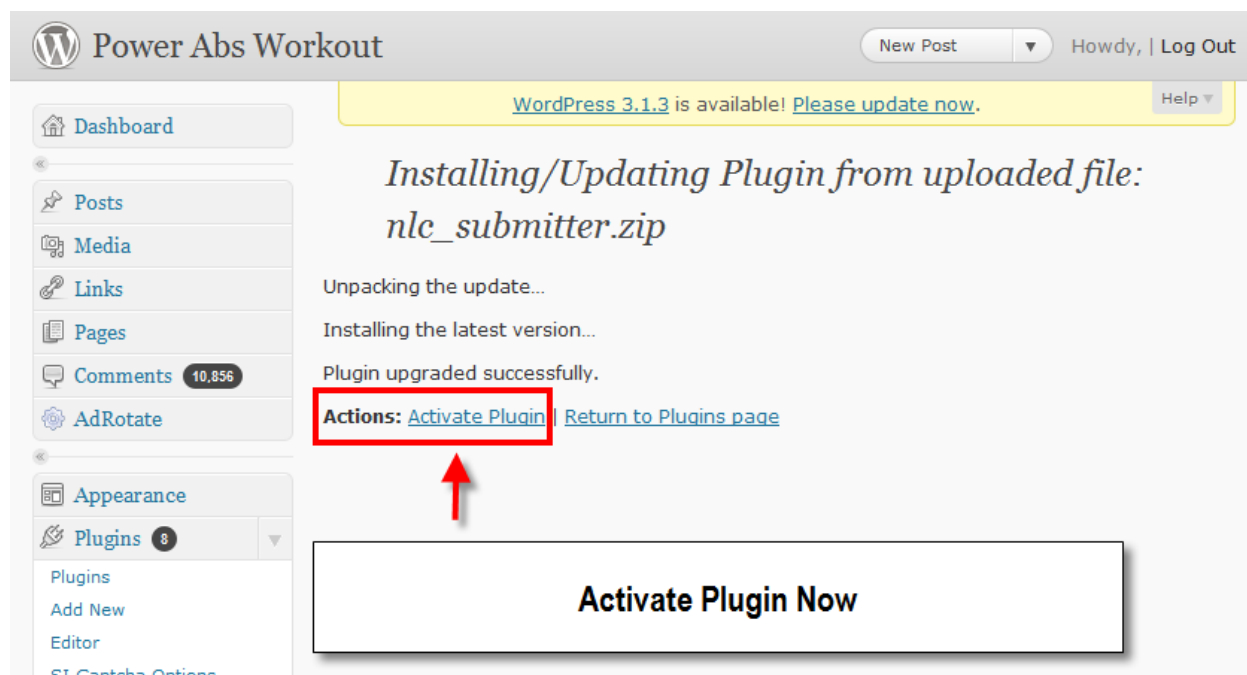 Power Abs Workout
New Post
Howdy, | Log Out
WordPress 3.1.3 is available! Please update now.
Help
Dashboard
Posts
Media
Links
Pages
Comments 10,856
AdRotate
Appearance
Plugins 8
Plugins
Add New
Editor
SI Captcha Options
Installing/Updating Plugin from uploaded file:
nlc_submitter.zip
Unpacking the update…
Installing the latest version…
Plugin upgraded successfully.
Actions: Activate Plugin | Return to Plugins page
Activate Plugin Now